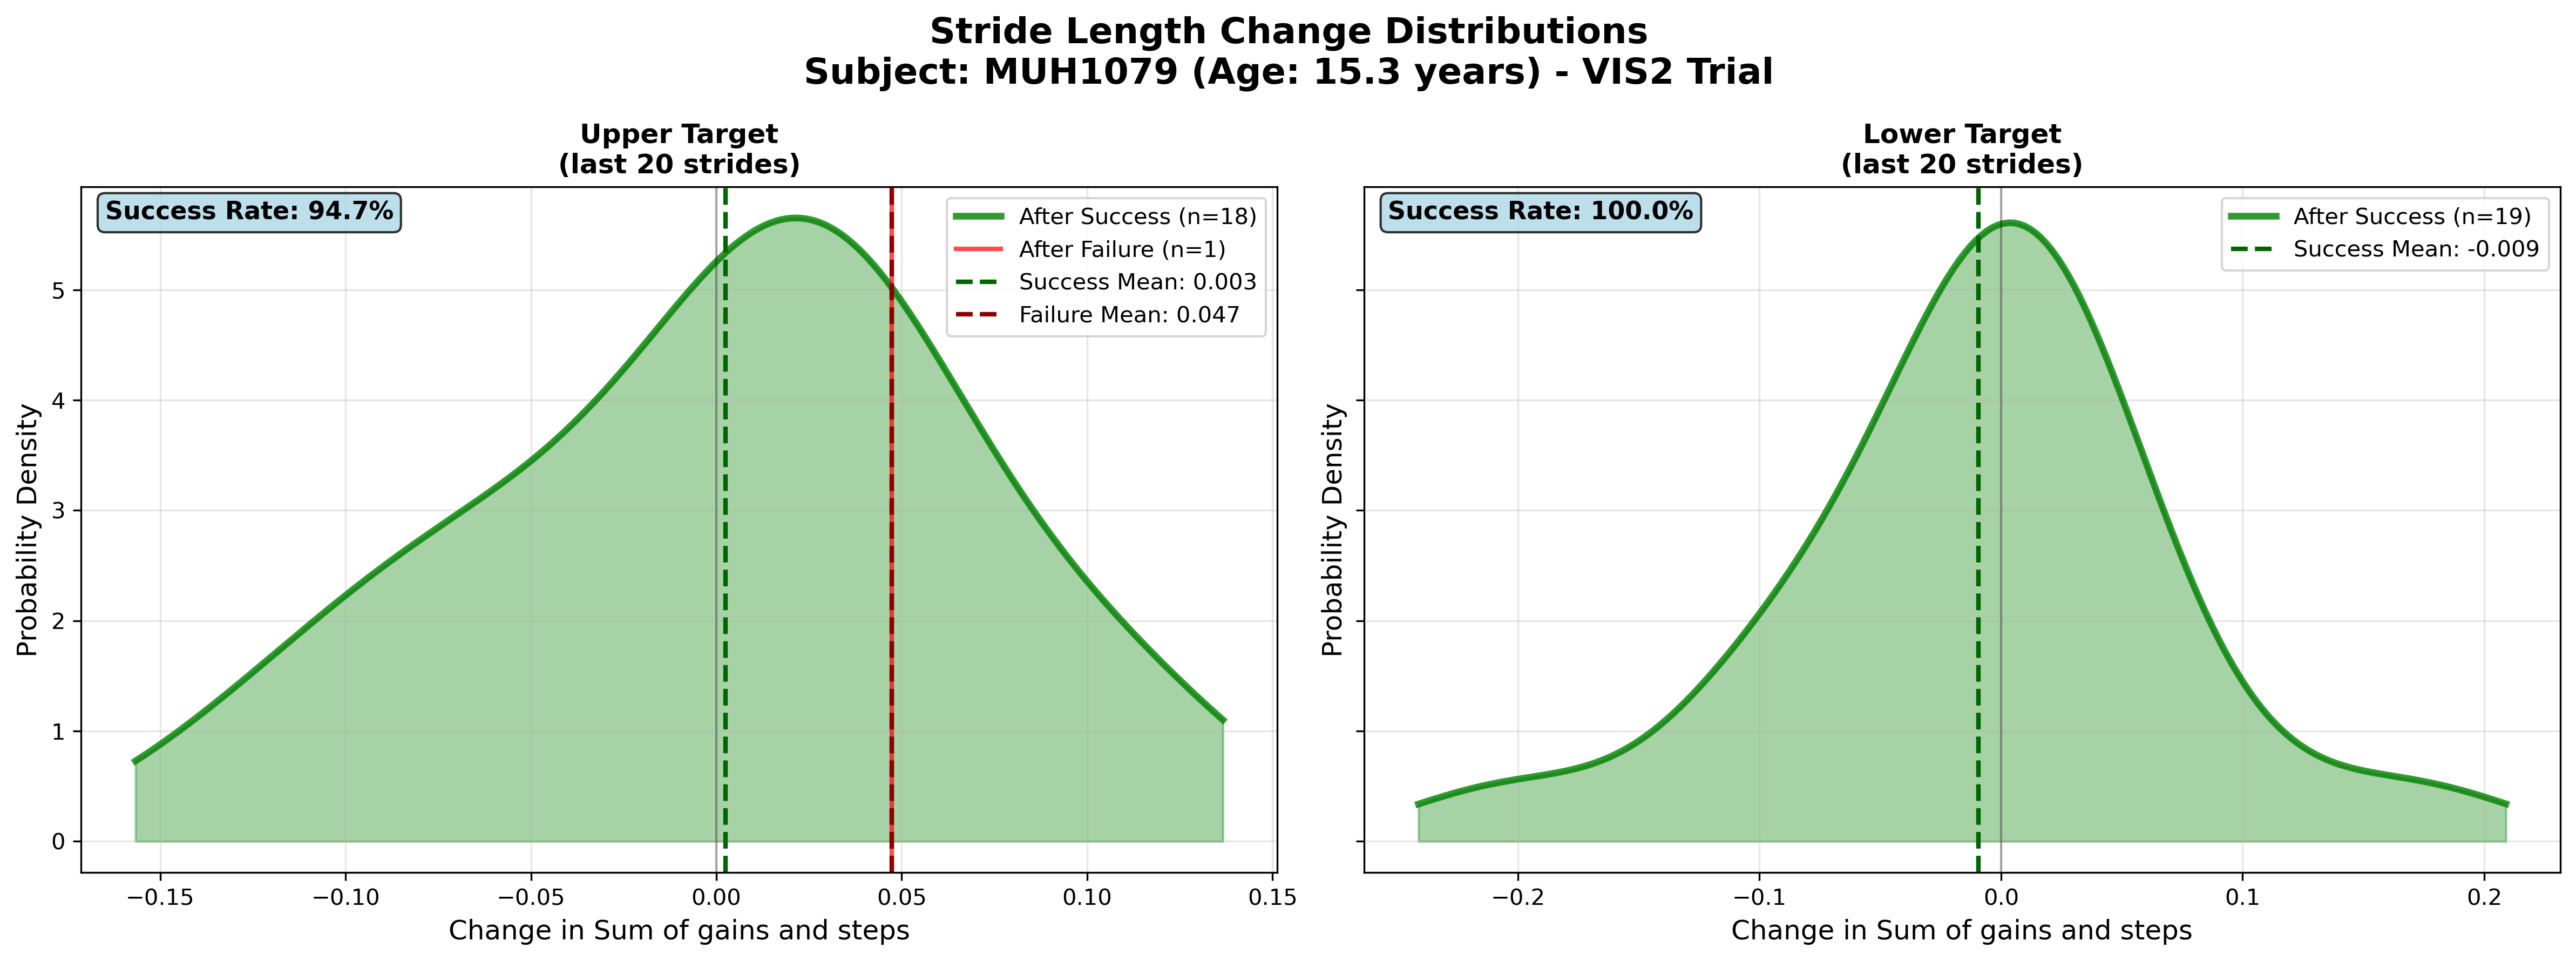 Stride Length Change Distributions
Subject: MUH1079 (Age: 15.3 years) - VIS2 Trial
Upper Target
(last 20 strides)
Success Rate: 94.7%
After Success (n=18)
After Failure (n=1)
Success Mean: 0.003
Failure Mean: 0.047
Probability Density
5
4
3
2
1
0
−0.15 −0.10 −0.05 0.00 0.05 0.10 0.15
Change in Sum of gains and steps
Lower Target
(last 20 strides)
Success Rate: 100.0%
After Success (n=19)
Success Mean: -0.009
Probability Density
−0.2 −0.1 0.0 0.1 0.2
Change in Sum of gains and steps